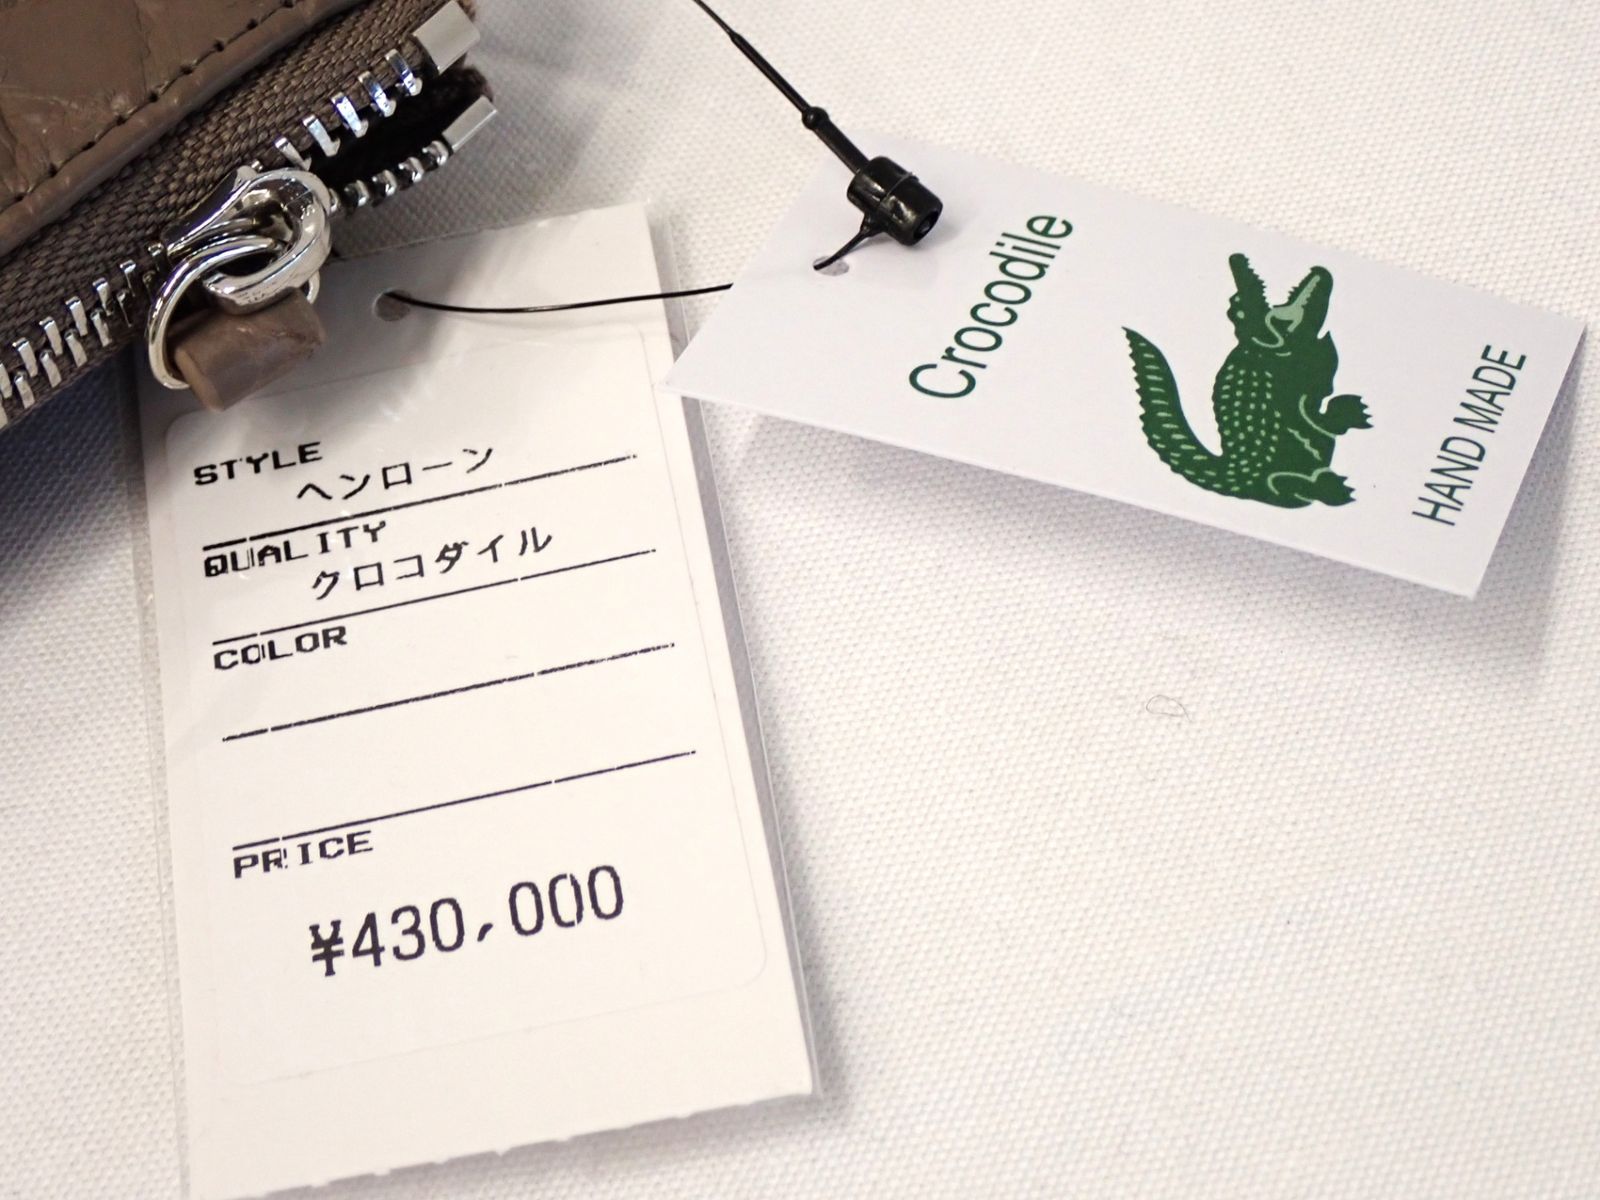 STYLE
ヘンローン
QUALITY
クロコダイル
COLOR
PRICE
¥430,000
Crocodile
HAND MADE